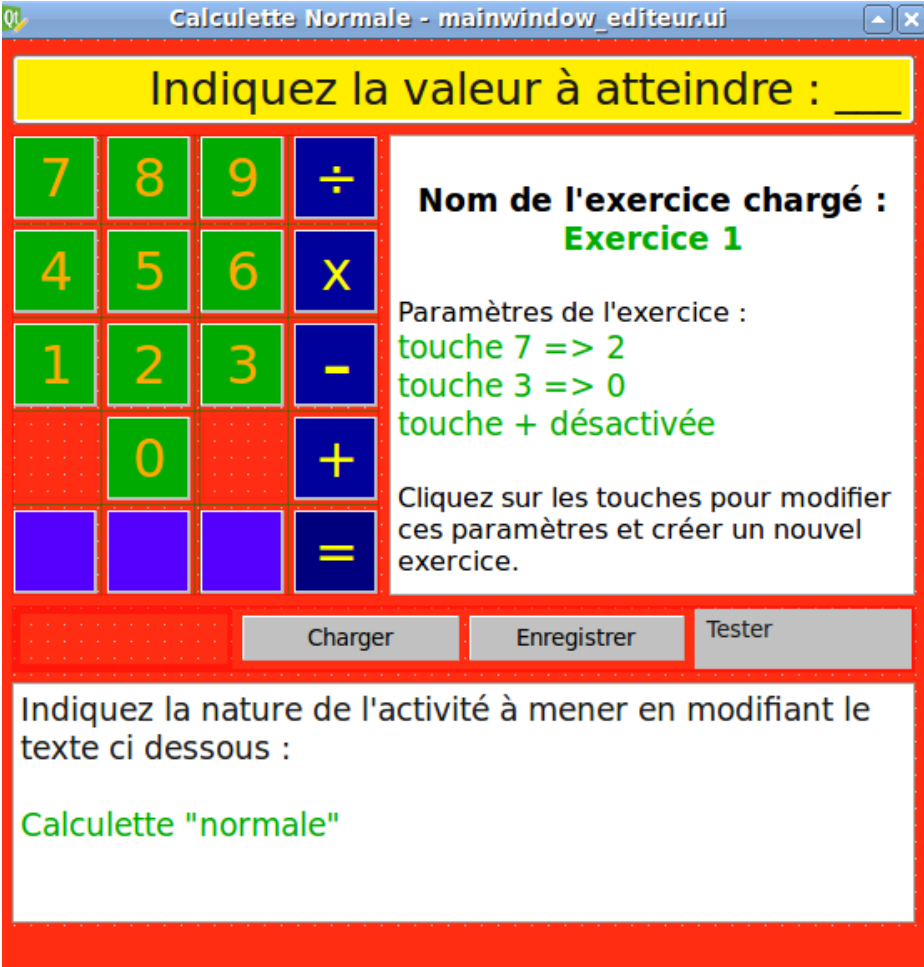 Calculette Normale - mainwindow_editeur.ui
Indiquez la valeur à atteindre : ___
7 8 9 ÷
4 5 6 x
1 2 3 -
0 +
=
Nom de l'exercice chargé :
Exercice 1
Paramètres de l'exercice :
touche 7 => 2
touche 3 => 0
touche + désactivée
Cliquez sur les touches pour modifier
ces paramètres et créer un nouvel
exercice.
Charger Enregistrer Tester
Indiquez la nature de l'activité à mener en modifiant le
texte ci dessous :
Calculette "normale"